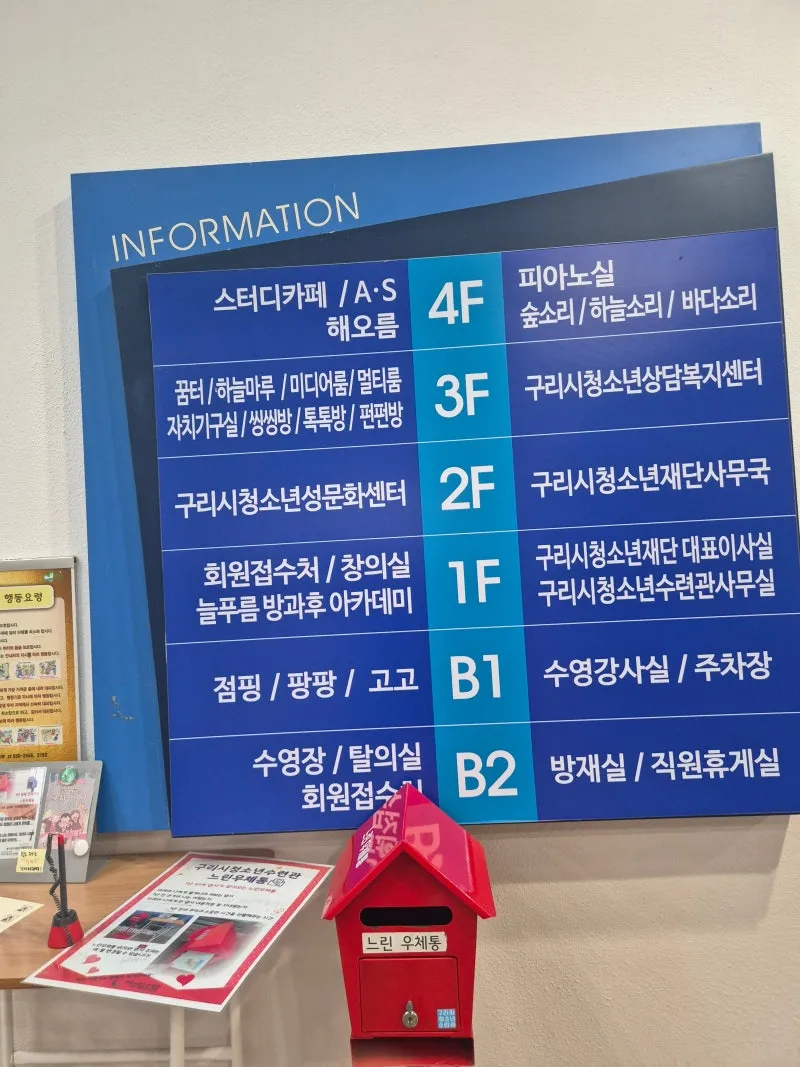 INFORMATION
스터디카페 / A·S
해오름
4F
피아노실
숲소리 / 하늘소리 / 바다소리
꿈터 / 하늘마루 / 미디어룸 / 멀티룸
자치기구실 / 씽씽방 / 톡톡방 / 펀펀방
3F
구리시청소년상담복지센터
구리시청소년성문화센터
2F
구리시청소년재단사무국
회원접수처 / 창의실
늘푸름 방과후 아카데미
1F
구리시청소년재단 대표이사실
구리시청소년수련관사무실
점핑 / 팡팡 / 고고
B1
수영강사실 / 주차장
수영장 / 탈의실
회원접수
B2
방재실 / 직원휴게실
행동요령
구리시청소년수련관
느린우체통
느린 우체통